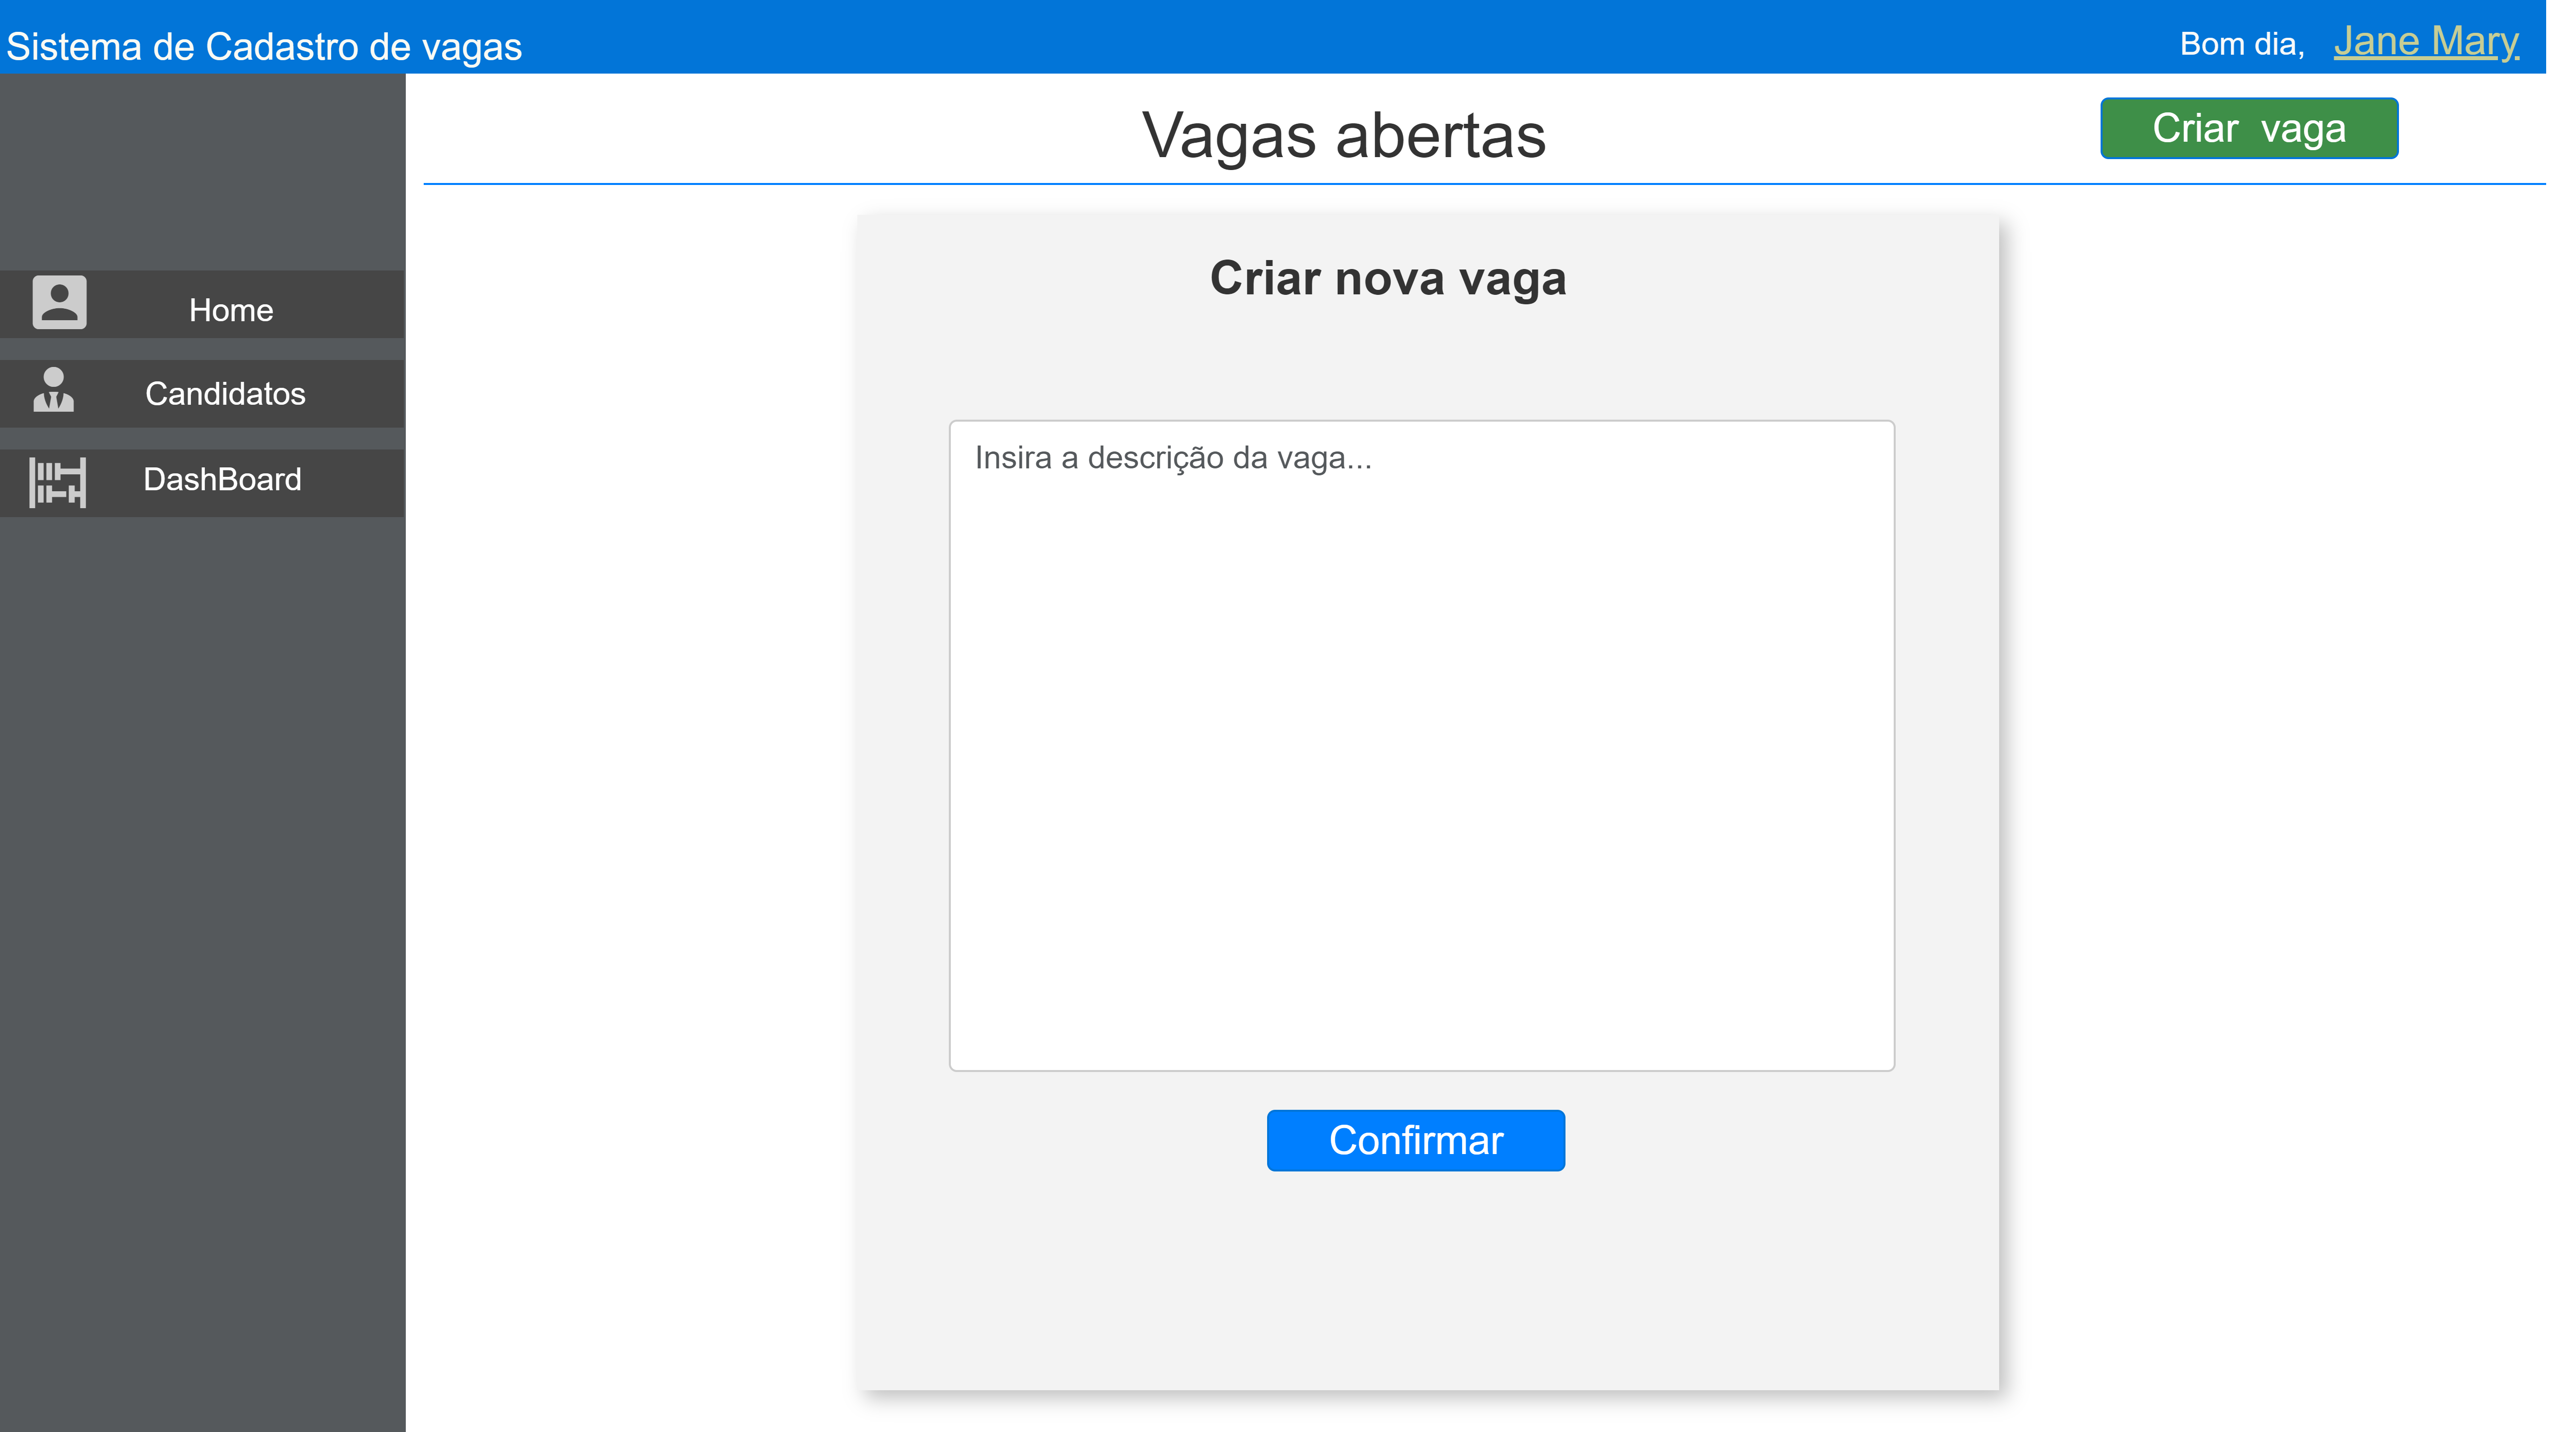 Sistema de Cadastro de vagas
Bom dia, Jane Mary
Vagas abertas
Criar vaga
Home
Candidatos
DashBoard
Criar nova vaga
Insira a descrição da vaga...
Confirmar